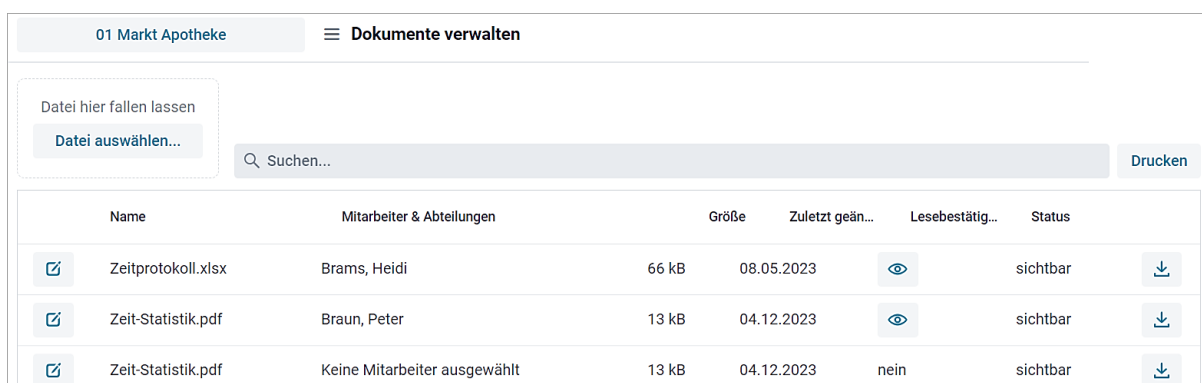 01 Markt Apotheke Dokumente verwalten
Datei hier fallen lassen
Datei auswählen...
Suchen... Drucken
Name Mitarbeiter & Abteilungen Größe Zuletzt geän... Lesebestätig... Status
Zeitprotokoll.xlsx Brams, Heidi 66 kB 08.05.2023 sichtbar
Zeit-Statistik.pdf Braun, Peter 13 kB 04.12.2023 sichtbar
Zeit-Statistik.pdf Keine Mitarbeiter ausgewählt 13 kB 04.12.2023 nein sichtbar